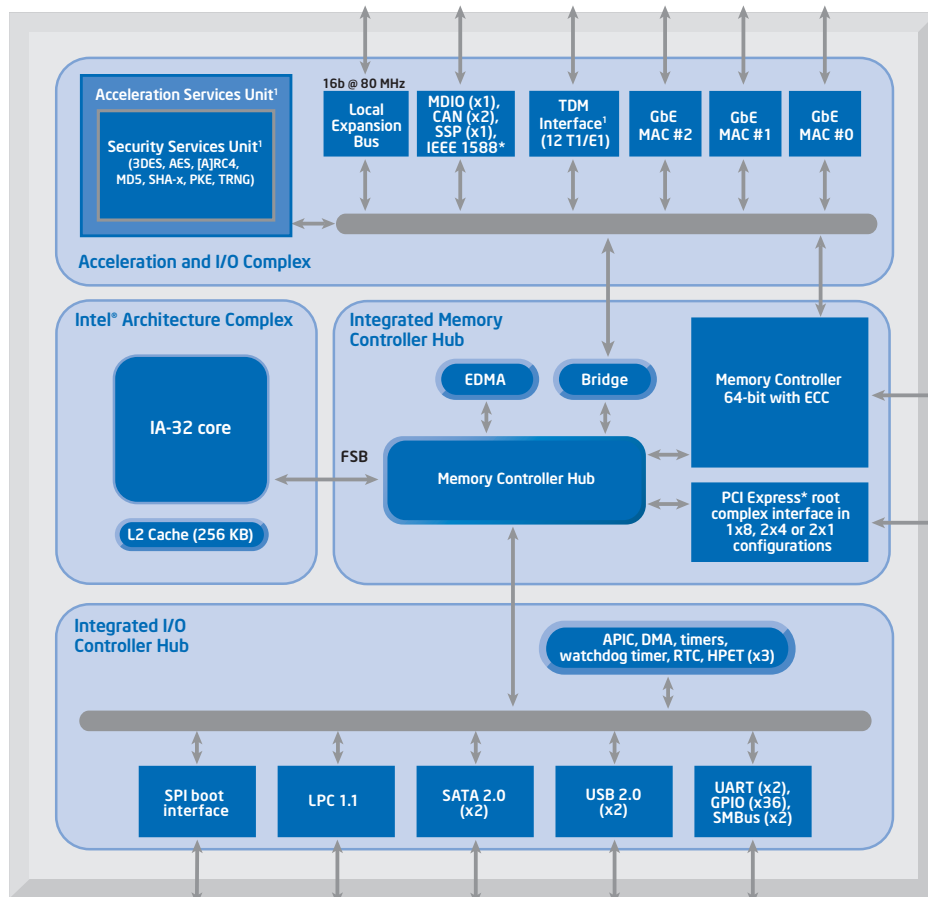 16b @ 80 MHz
Acceleration Services Unit¹
Security Services Unit¹
(3DES, AES, [A]RC4,
MD5, SHA-x, PKE, TRNG)
Local
Expansion
Bus
MDIO (x1),
CAN (x2),
SSP (x1),
IEEE 1588*
TDM
Interface¹
(12 T1/E1)
GbE
MAC #2
GbE
MAC #1
GbE
MAC #0
Acceleration and I/O Complex
Intel® Architecture Complex
IA-32 core
L2 Cache (256 KB)
FSB
Integrated Memory
Controller Hub
EDMA
Bridge
Memory Controller Hub
Memory Controller
64-bit with ECC
PCI Express* root
complex interface in
1x8, 2x4 or 2x1
configurations
Integrated I/O
Controller Hub
APIC, DMA, timers,
watchdog timer, RTC, HPET (x3)
SPI boot
interface
LPC 1.1
SATA 2.0
(x2)
USB 2.0
(x2)
UART (x2),
GPIO (x36),
SMBus (x2)